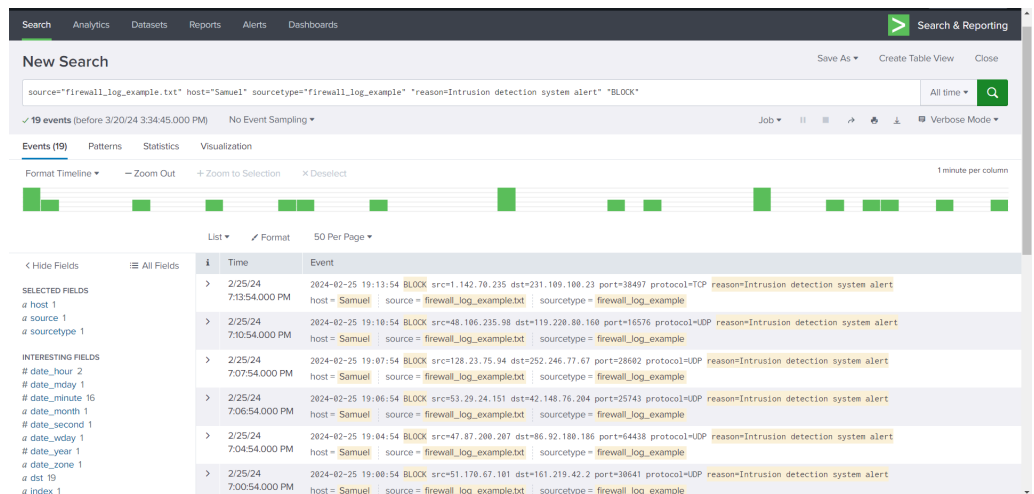 Search Analytics Datasets Reports Alerts Dashboards > Search & Reporting
New Search Save As Create Table View Close
source="firewall_log_example.txt" host="Samuel" sourcetype="firewall_log_example" "reason=Intrusion detection system alert" "BLOCK" All time
✓ 19 events (before 3/20/24 3:34:45.000 PM) No Event Sampling Job Verbose Mode
Events (19) Patterns Statistics Visualization
Format Timeline — Zoom Out + Zoom to Selection × Deselect 1 minute per column
List Format 50 Per Page
< Hide Fields All Fields i Time Event
SELECTED FIELDS
a host 1
a source 1
a sourcetype 1
INTERESTING FIELDS
# date_hour 2
# date_mday 1
# date_minute 16
a date_month 1
# date_second 1
a date_wday 1
# date_year 1
a date_zone 1
a dst 19
a index 1
> 2/25/24 2024-02-25 19:13:54 BLOCK src=1.142.70.235 dst=231.109.100.23 port=38497 protocol=TCP reason=Intrusion detection system alert
7:13:54.000 PM host = Samuel source = firewall_log_example.txt sourcetype = firewall_log_example
> 2/25/24 2024-02-25 19:10:54 BLOCK src=48.106.235.98 dst=119.220.80.160 port=16576 protocol=UDP reason=Intrusion detection system alert
7:10:54.000 PM host = Samuel source = firewall_log_example.txt sourcetype = firewall_log_example
> 2/25/24 2024-02-25 19:07:54 BLOCK src=128.23.75.94 dst=252.246.77.67 port=28602 protocol=UDP reason=Intrusion detection system alert
7:07:54.000 PM host = Samuel source = firewall_log_example.txt sourcetype = firewall_log_example
> 2/25/24 2024-02-25 19:06:54 BLOCK src=53.29.24.151 dst=42.148.76.204 port=25743 protocol=UDP reason=Intrusion detection system alert
7:06:54.000 PM host = Samuel source = firewall_log_example.txt sourcetype = firewall_log_example
> 2/25/24 2024-02-25 19:04:54 BLOCK src=47.87.200.207 dst=86.92.180.186 port=64438 protocol=UDP reason=Intrusion detection system alert
7:04:54.000 PM host = Samuel source = firewall_log_example.txt sourcetype = firewall_log_example
> 2/25/24 2024-02-25 19:00:54 BLOCK src=51.170.67.101 dst=161.219.42.2 port=30641 protocol=UDP reason=Intrusion detection system alert
7:00:54.000 PM host = Samuel source = firewall_log_example.txt sourcetype = firewall_log_example